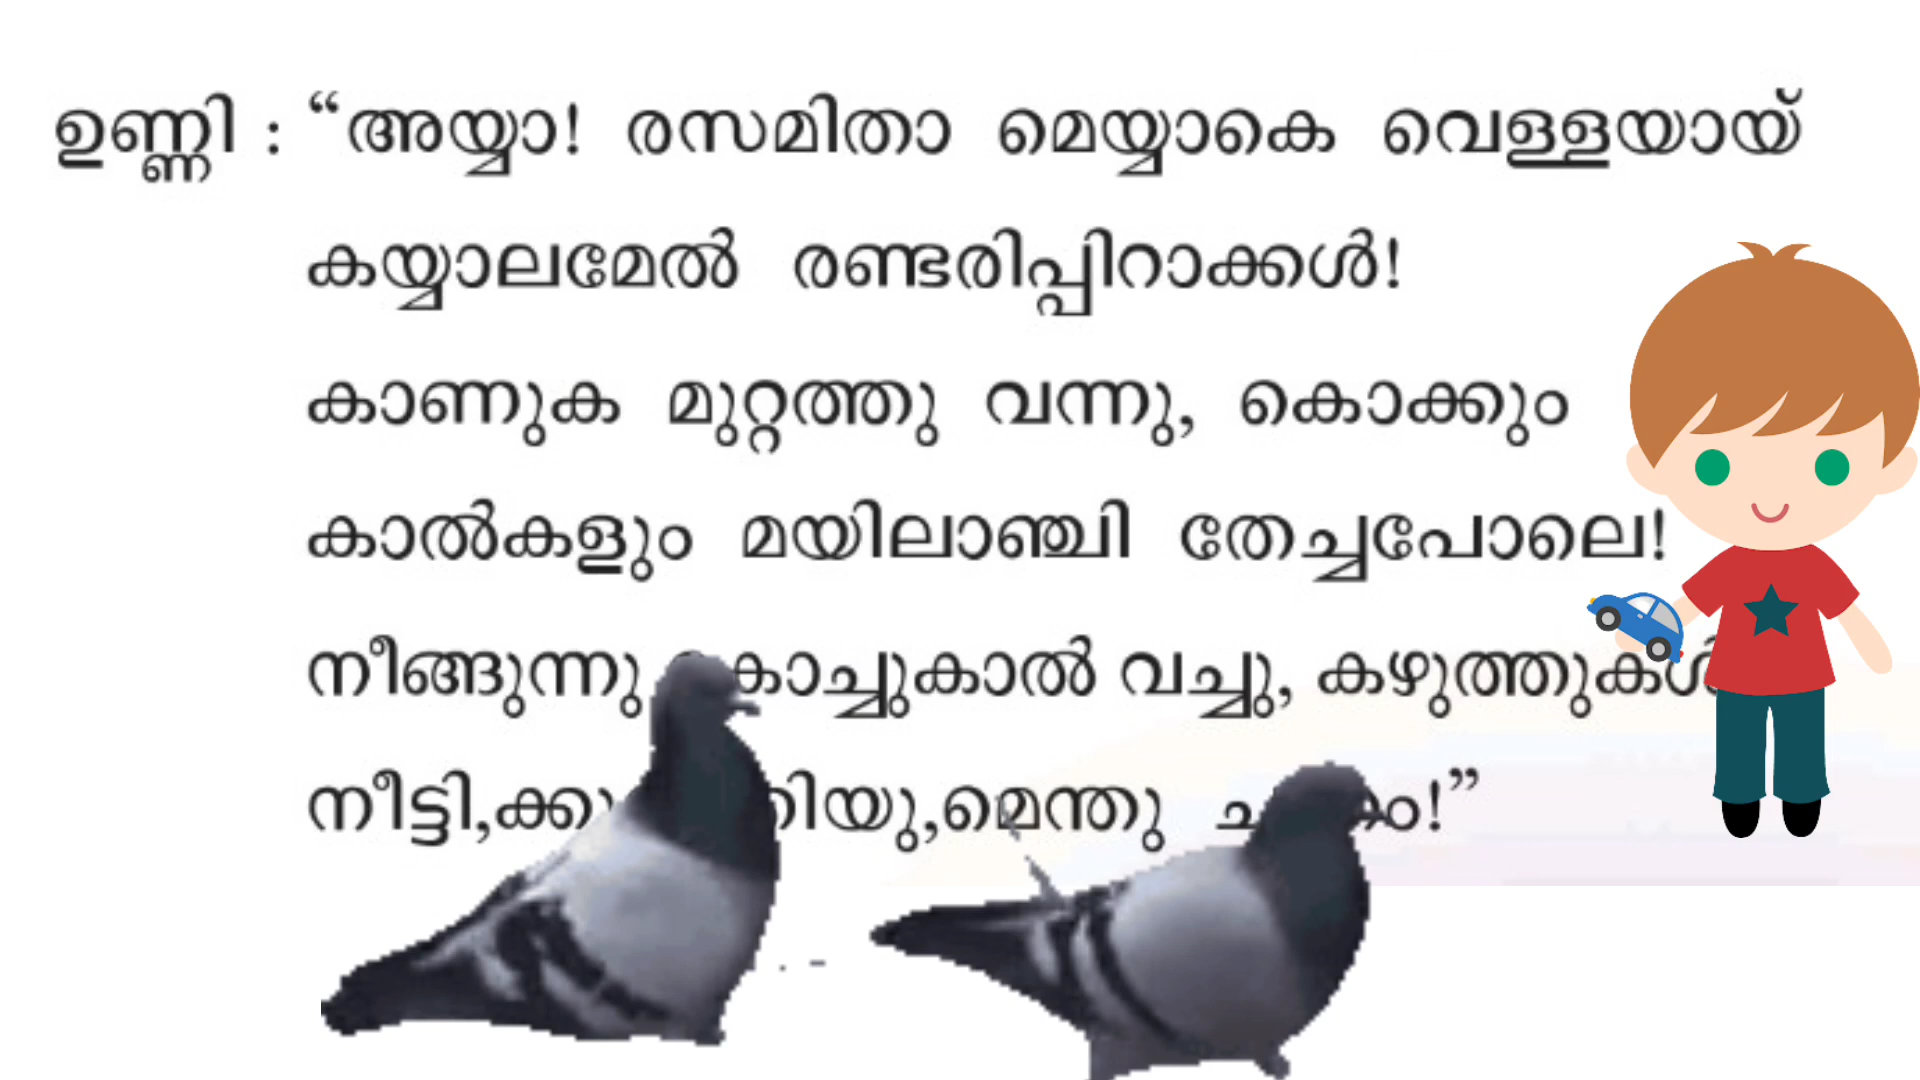 ഉണ്ണി : “അയ്യാ! രസമിതാ മെയ്യാകെ വെള്ളയായ്
കയ്യാലമേൽ രണ്ടരിപ്പിറാക്കൾ!
കാണുക മുറ്റത്തു വന്നു, കൊക്കും
കാൽകളും മയിലാഞ്ചി തേച്ചപോലെ!
നീങ്ങുന്നു വച്ചു, കഴുത്തുകൾ
നീട്ടി,ക്കു മെന്തു